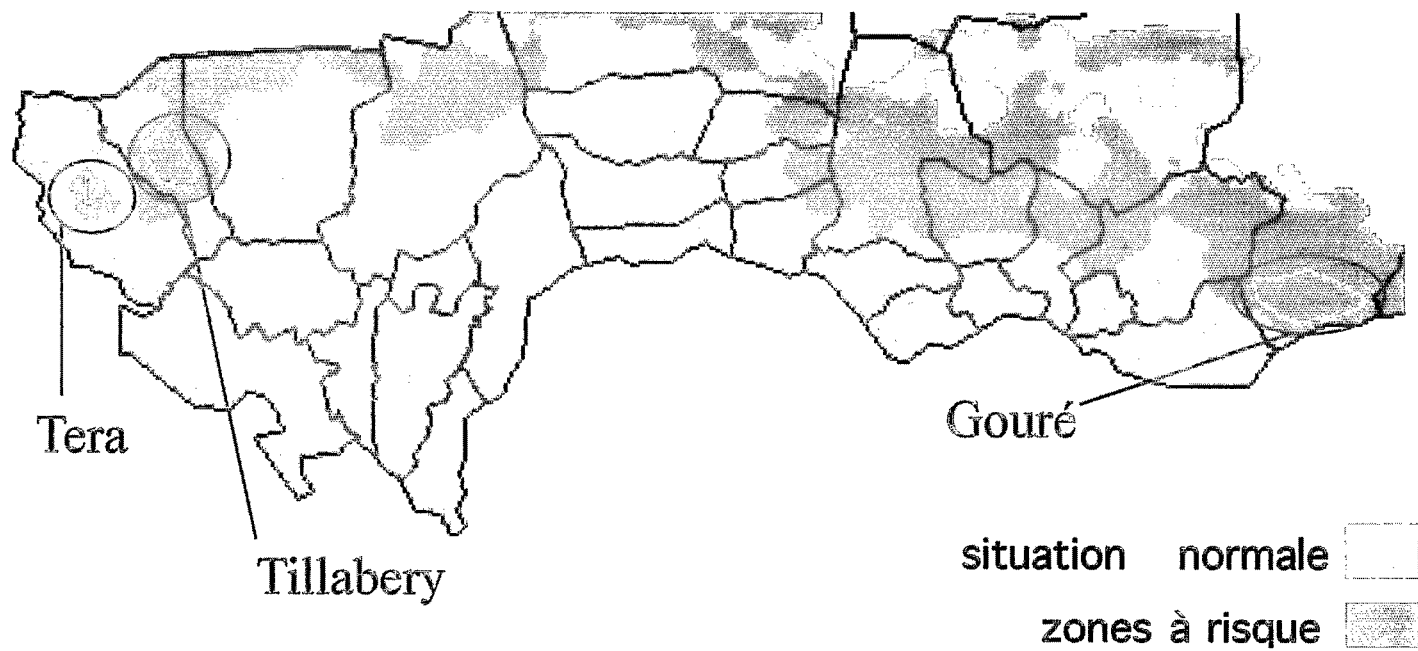 Tera
Gouré
Tillabery
situation normale
zones à risque